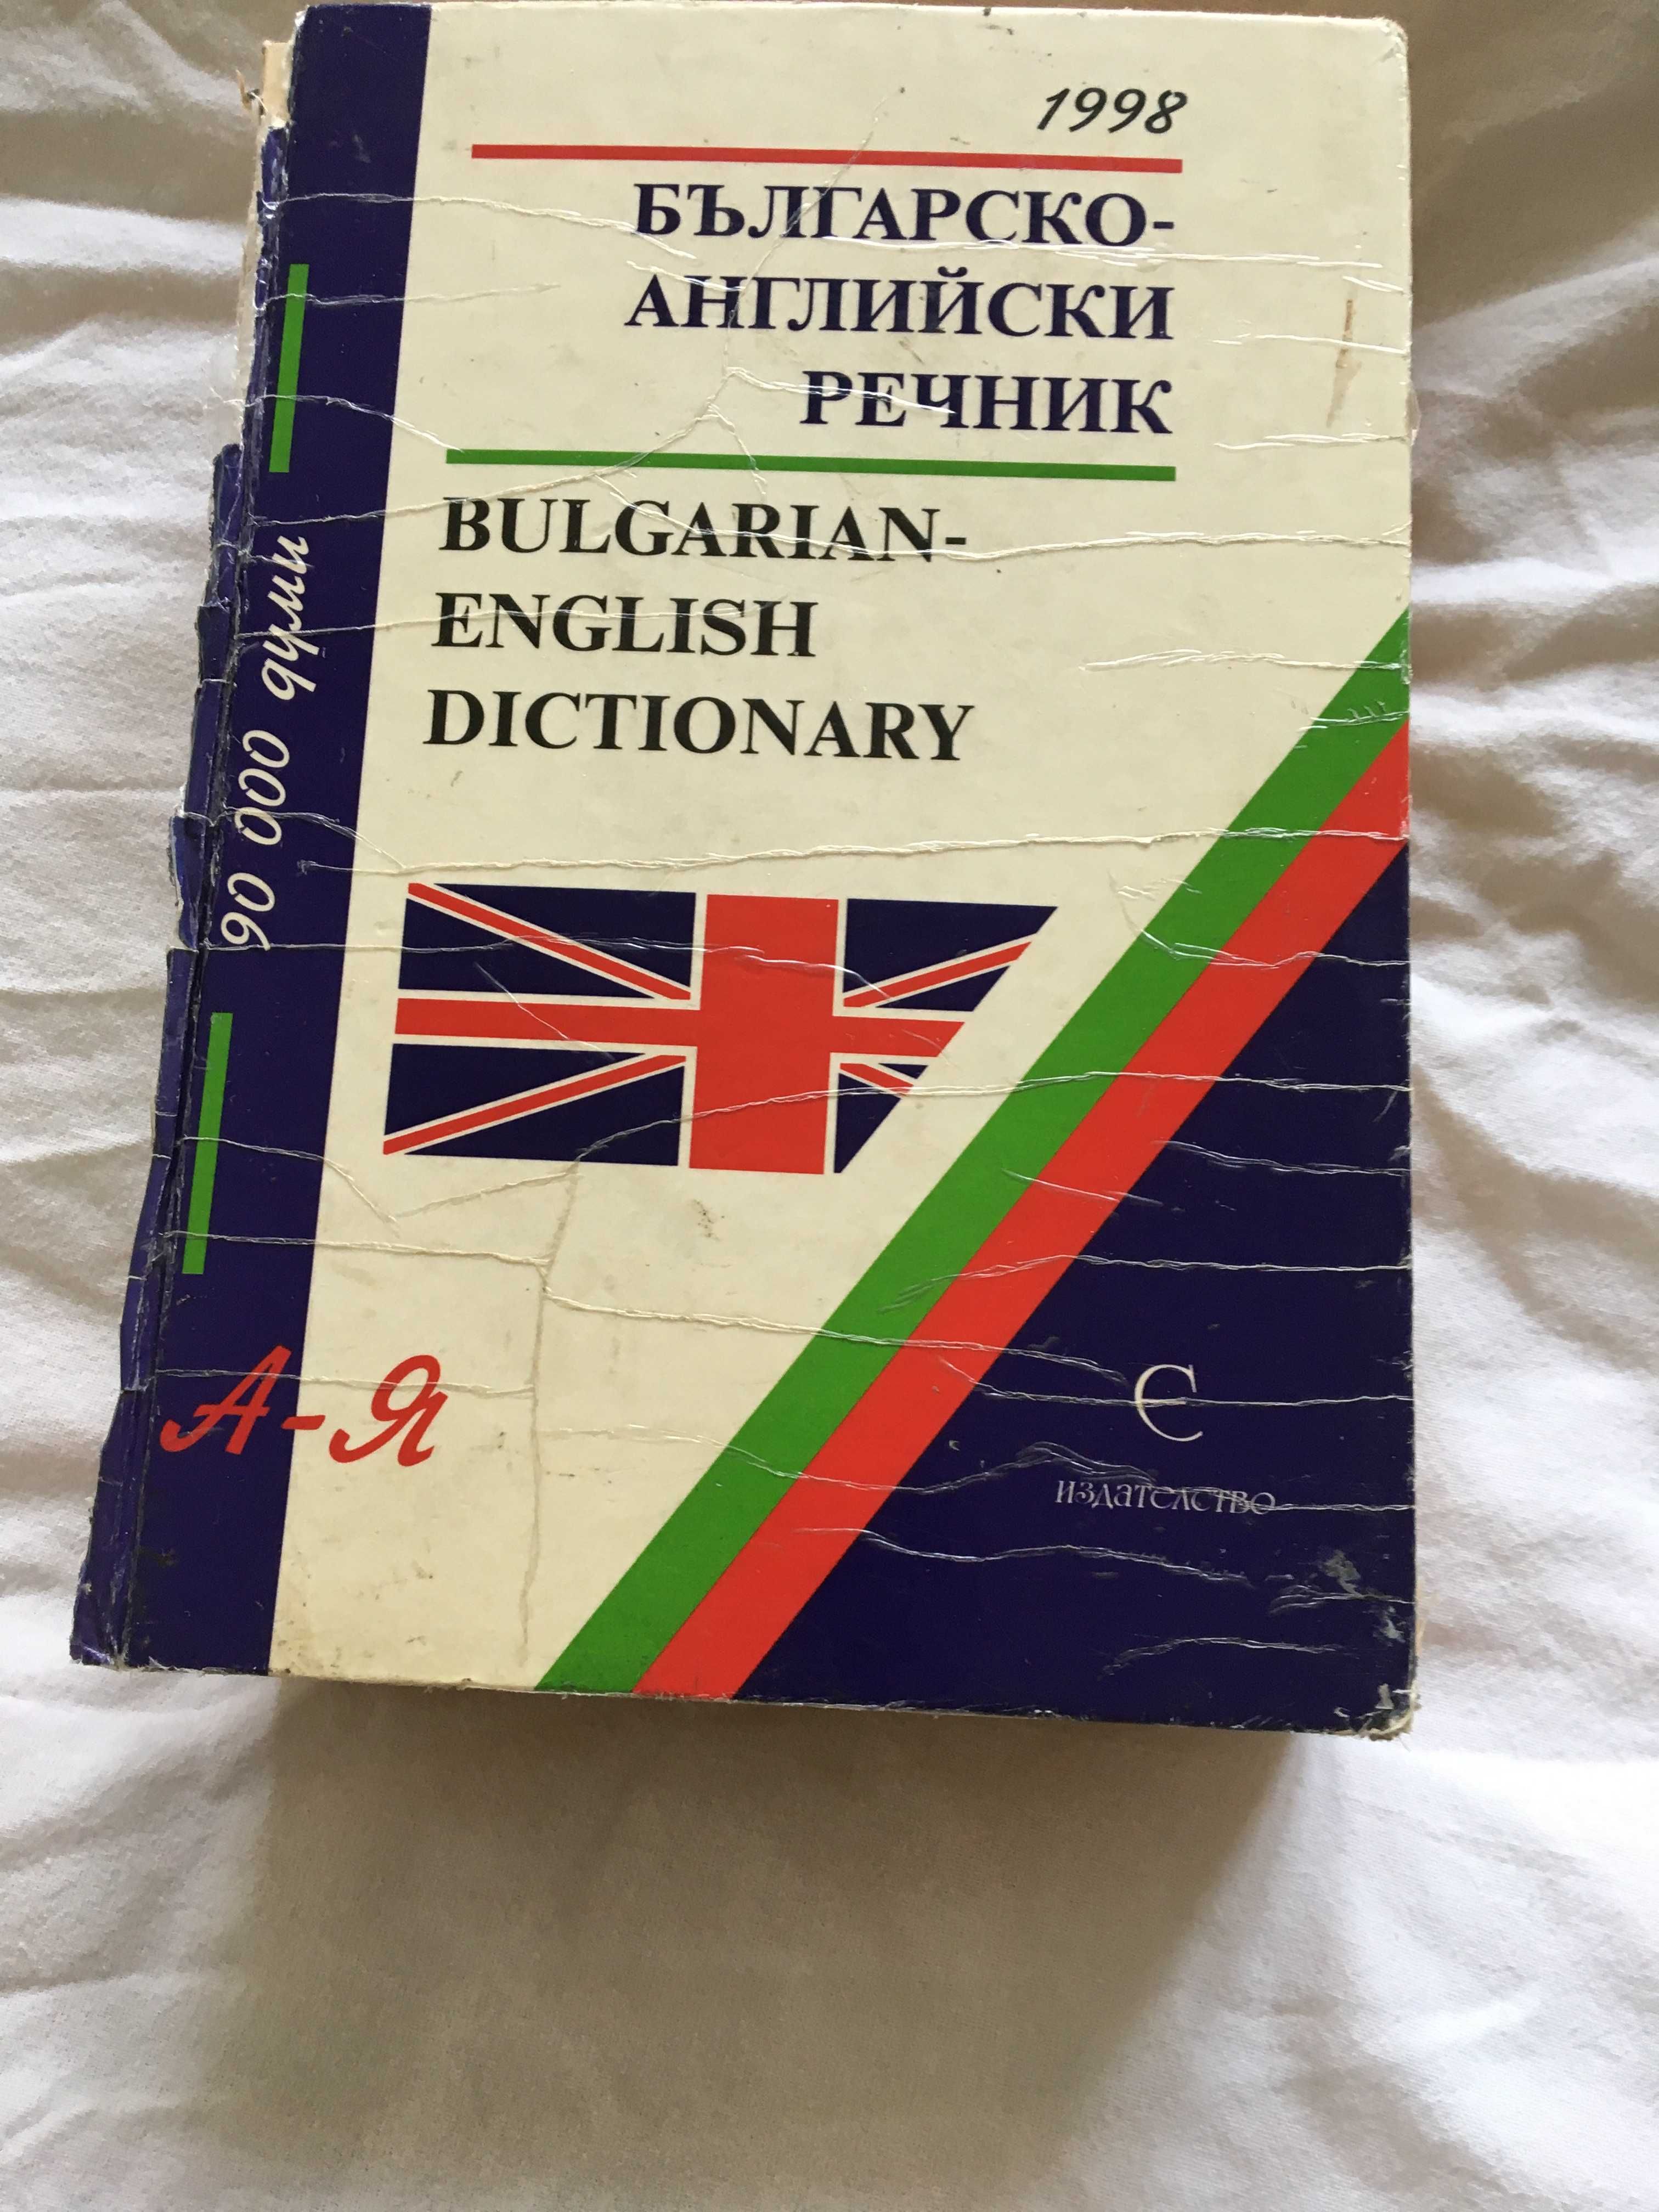 1998
БЪЛГАРСКО-
АНГЛИЙСКИ
РЕЧНИК
BULGARIAN-
ENGLISH
DICTIONARY
90 000 думи
А-Я
Є
издателство